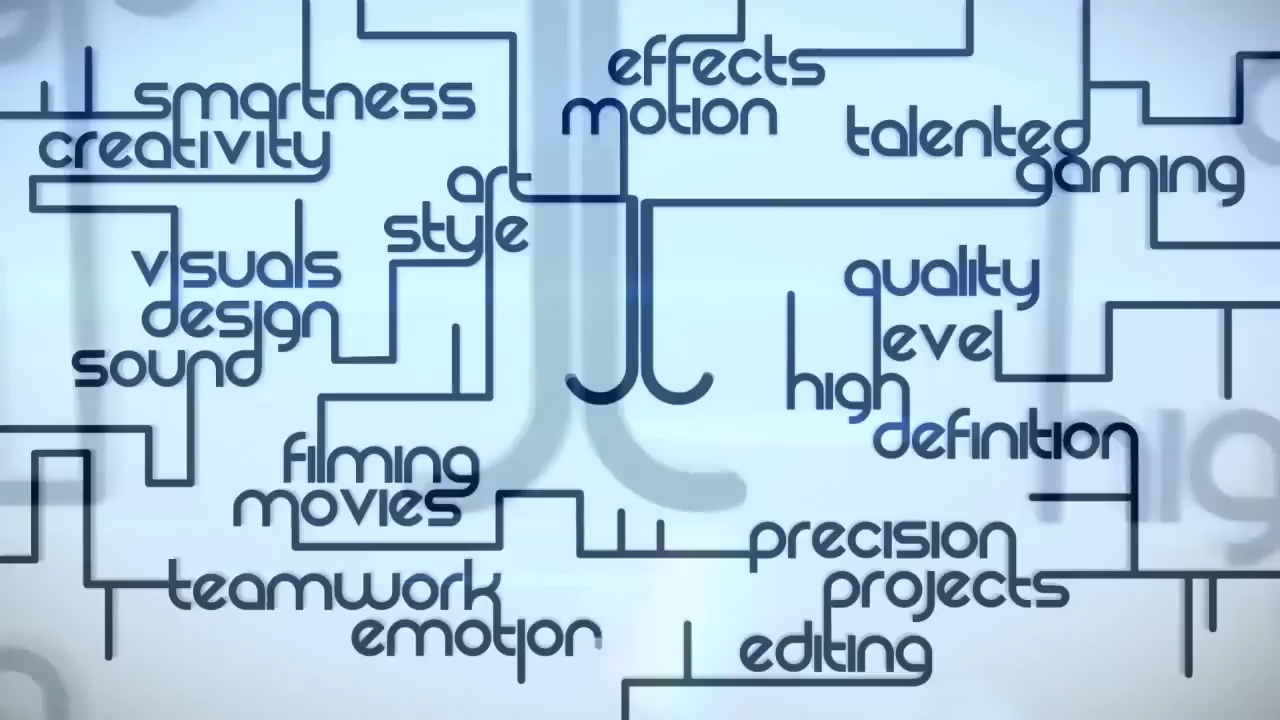 effects
motion
smartness
creativity
talented
gaming
art
style
visuals
design
sound
quality
level
high
definition
filming
movies
precision
projects
teamwork
emotion
editing
hig